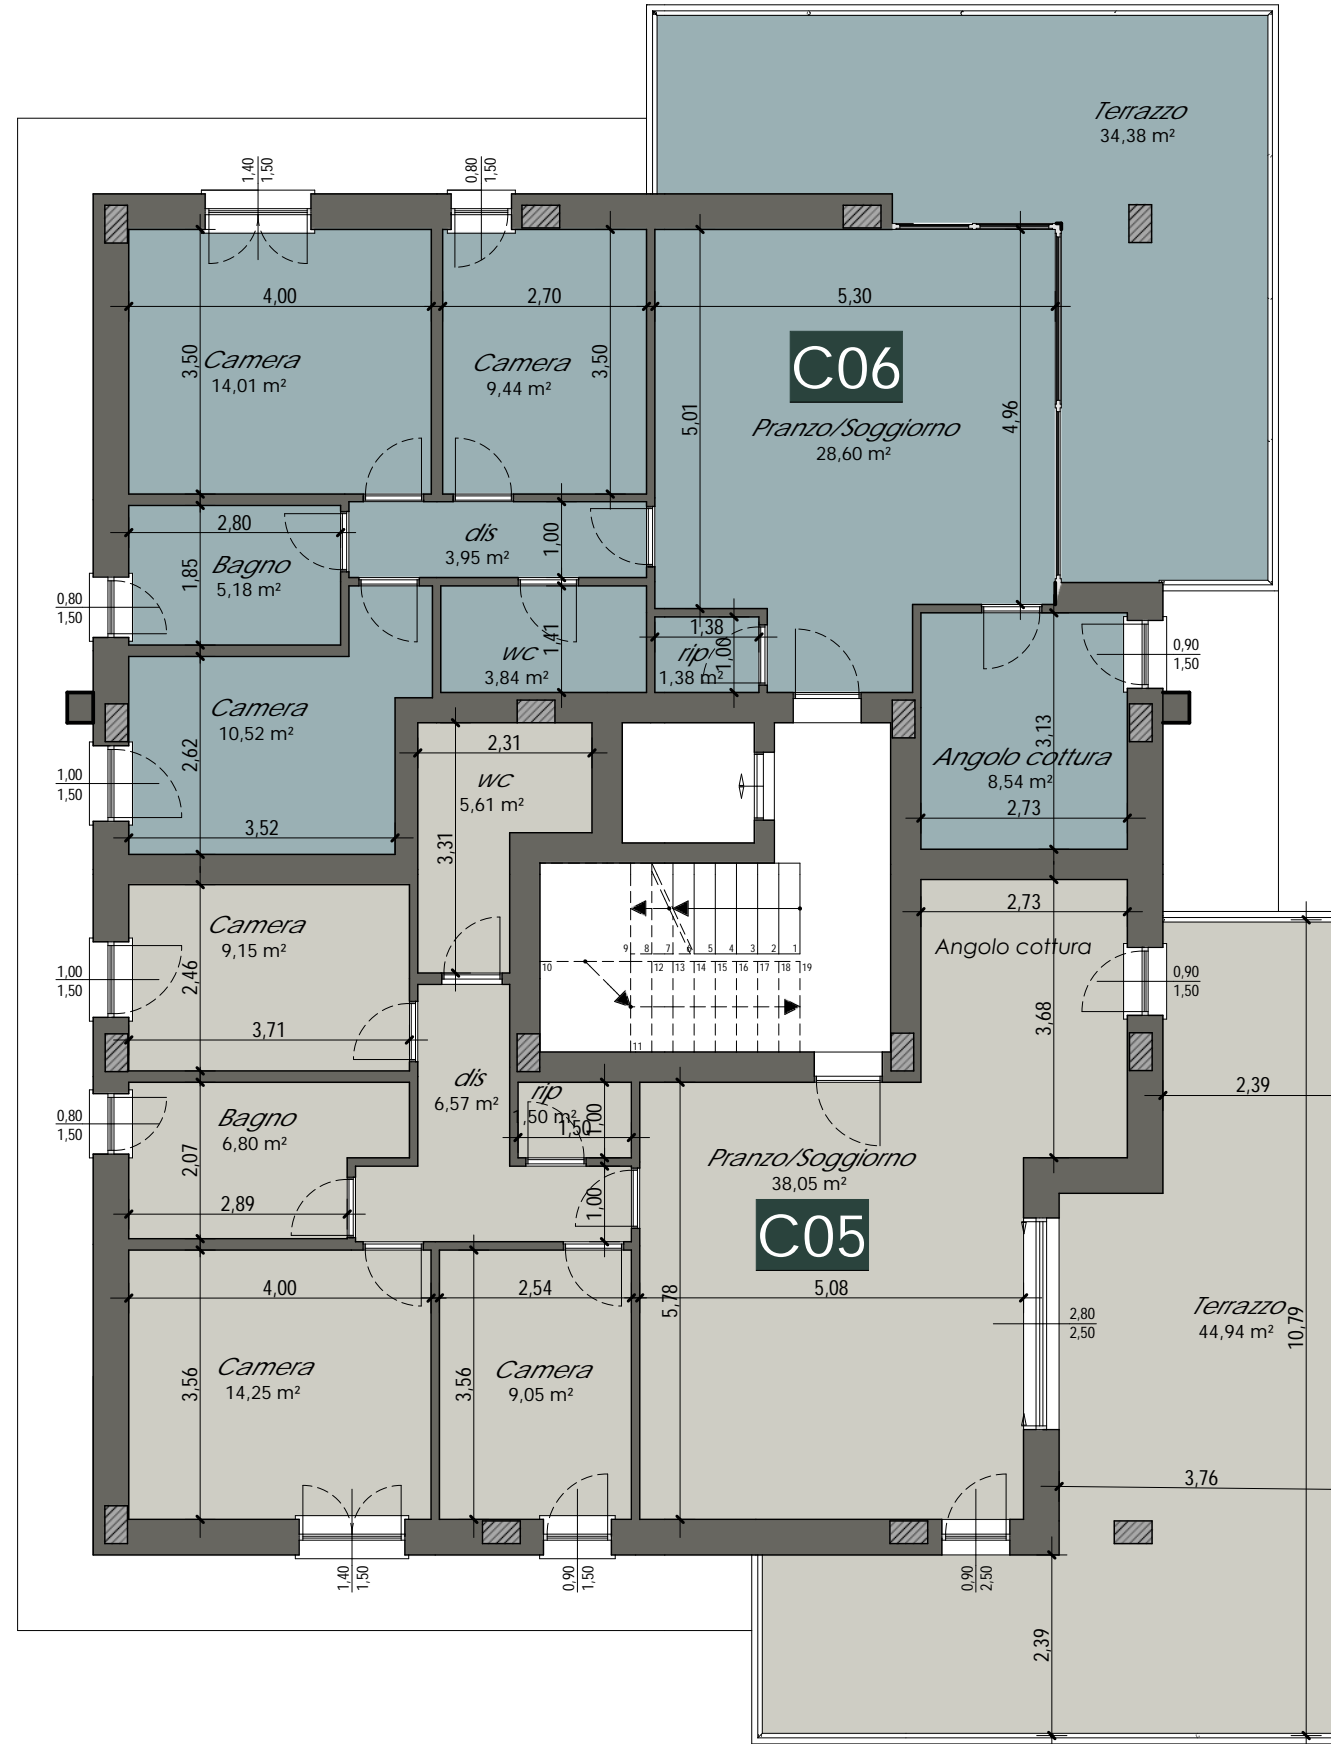 Terrazzo
34,38 m²
1,40
1,50
0,80
1,50
4,00
2,70
5,30
3,50
Camera
14,01 m²
Camera
9,44 m²
3,50
C06
5,01
4,96
Pranzo/Soggiorno
28,60 m²
2,80
Bagno
5,18 m²
1,85
dis
3,95 m²
1,00
0,80
1,50
wc
3,84 m²
1,41
1,38
rip
1,38 m²
1,00
0,90
1,50
Camera
10,52 m²
2,62
1,00
1,50
3,52
2,31
wc
5,61 m²
3,31
3,13
Angolo cottura
8,54 m²
2,73
Camera
9,15 m²
2,46
1,00
1,50
3,71
2,73
Angolo cottura
0,90
1,50
3,68
9 8 7 6 5 4 3 2 1
10 12 13 14 15 16 17 18 19
11
dis
6,57 m²
rip
1,50 m²
1,50
1,00
2,39
0,80
1,50
Bagno
6,80 m²
2,07
2,89
1,00
Pranzo/Soggiorno
38,05 m²
C05
4,00
2,54
5,08
5,78
2,80
2,50
Terrazzo
44,94 m²
10,79
Camera
14,25 m²
3,56
Camera
9,05 m²
3,56
3,76
1,40
1,50
0,90
1,50
0,90
2,50
2,39